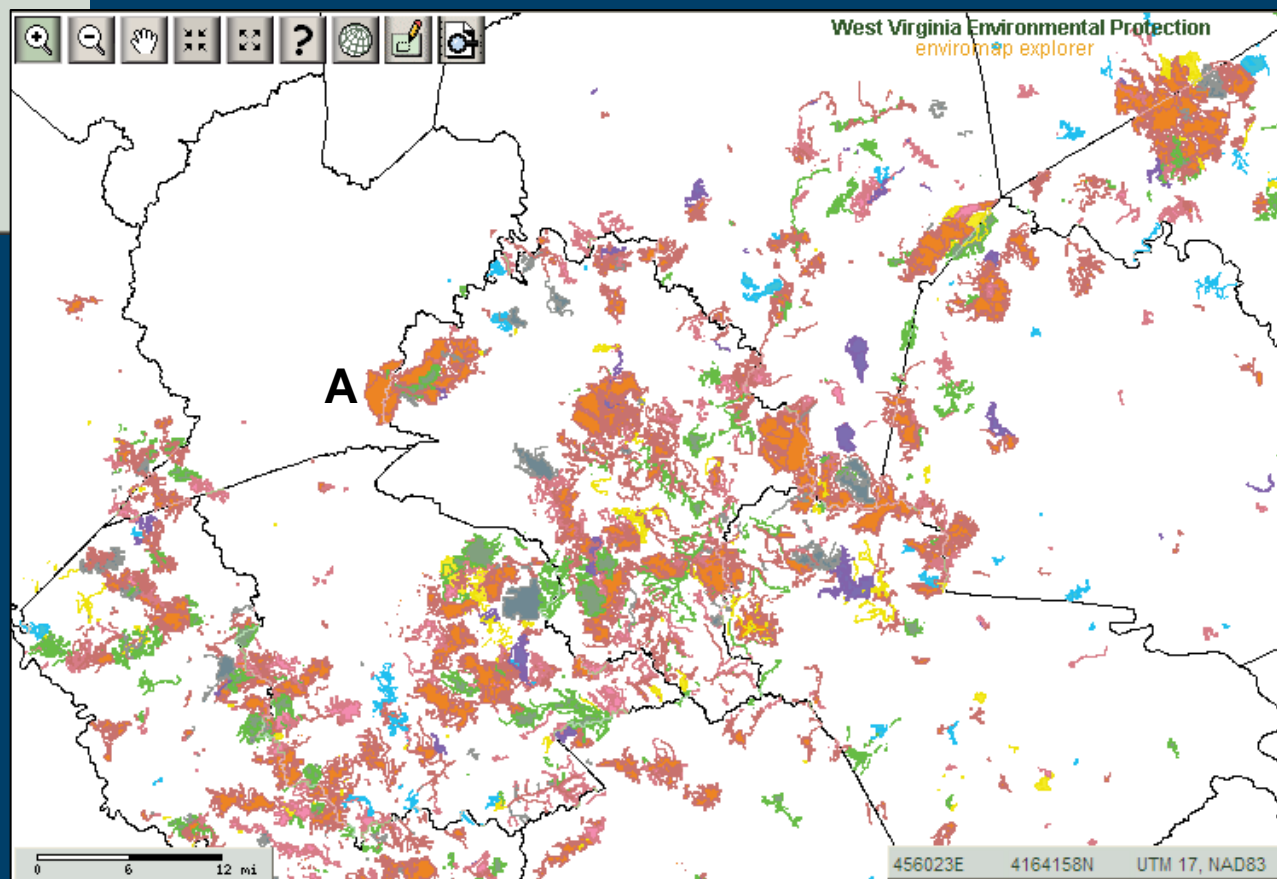 ?
West Virginia Environmental Protection
enviromap explorer
A
0 6 12 mi
456023E 4164158N UTM 17, NAD83